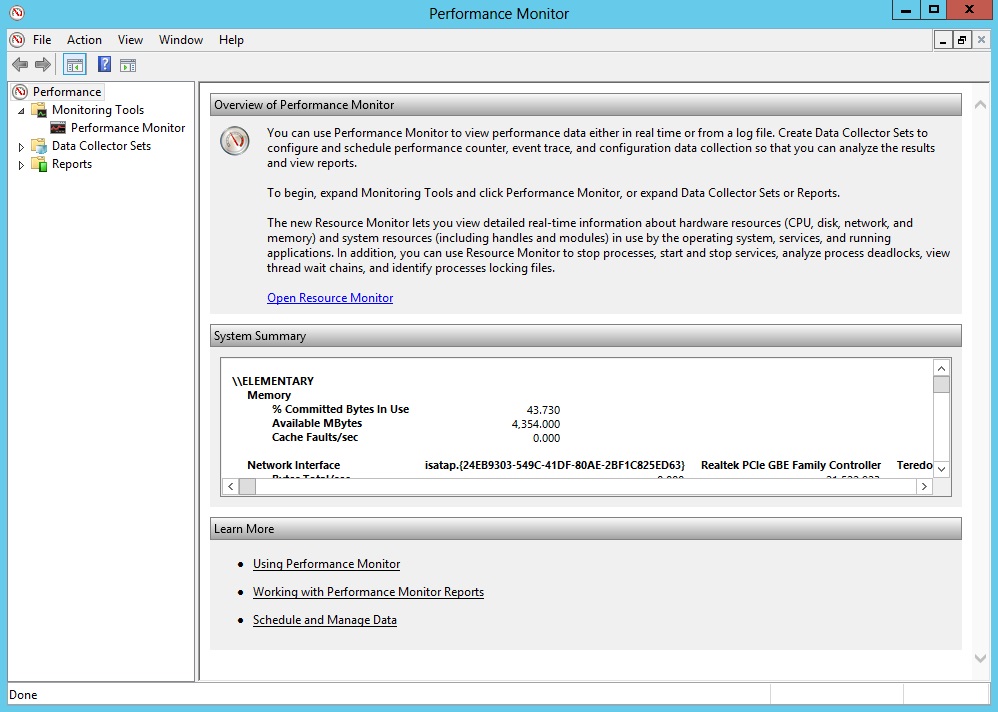 Performance Monitor
File Action View Window Help
Performance
Monitoring Tools
Performance Monitor
Data Collector Sets
Reports
Overview of Performance Monitor
You can use Performance Monitor to view performance data either in real time or from a log file. Create Data Collector Sets to
configure and schedule performance counter, event trace, and configuration data collection so that you can analyze the results
and view reports.
To begin, expand Monitoring Tools and click Performance Monitor, or expand Data Collector Sets or Reports.
The new Resource Monitor lets you view detailed real-time information about hardware resources (CPU, disk, network, and
memory) and system resources (including handles and modules) in use by the operating system, services, and running
applications. In addition, you can use Resource Monitor to stop processes, start and stop services, analyze process deadlocks, view
thread wait chains, and identify processes locking files.
Open Resource Monitor
System Summary
\\ELEMENTARY
Memory
% Committed Bytes In Use 43.730
Available MBytes 4,354.000
Cache Faults/sec 0.000
Network Interface isatap.{24EB9303-549C-41DF-80AE-2BF1C825ED63} Realtek PCIe GBE Family Controller Teredo
Learn More
Using Performance Monitor
Working with Performance Monitor Reports
Schedule and Manage Data
Done